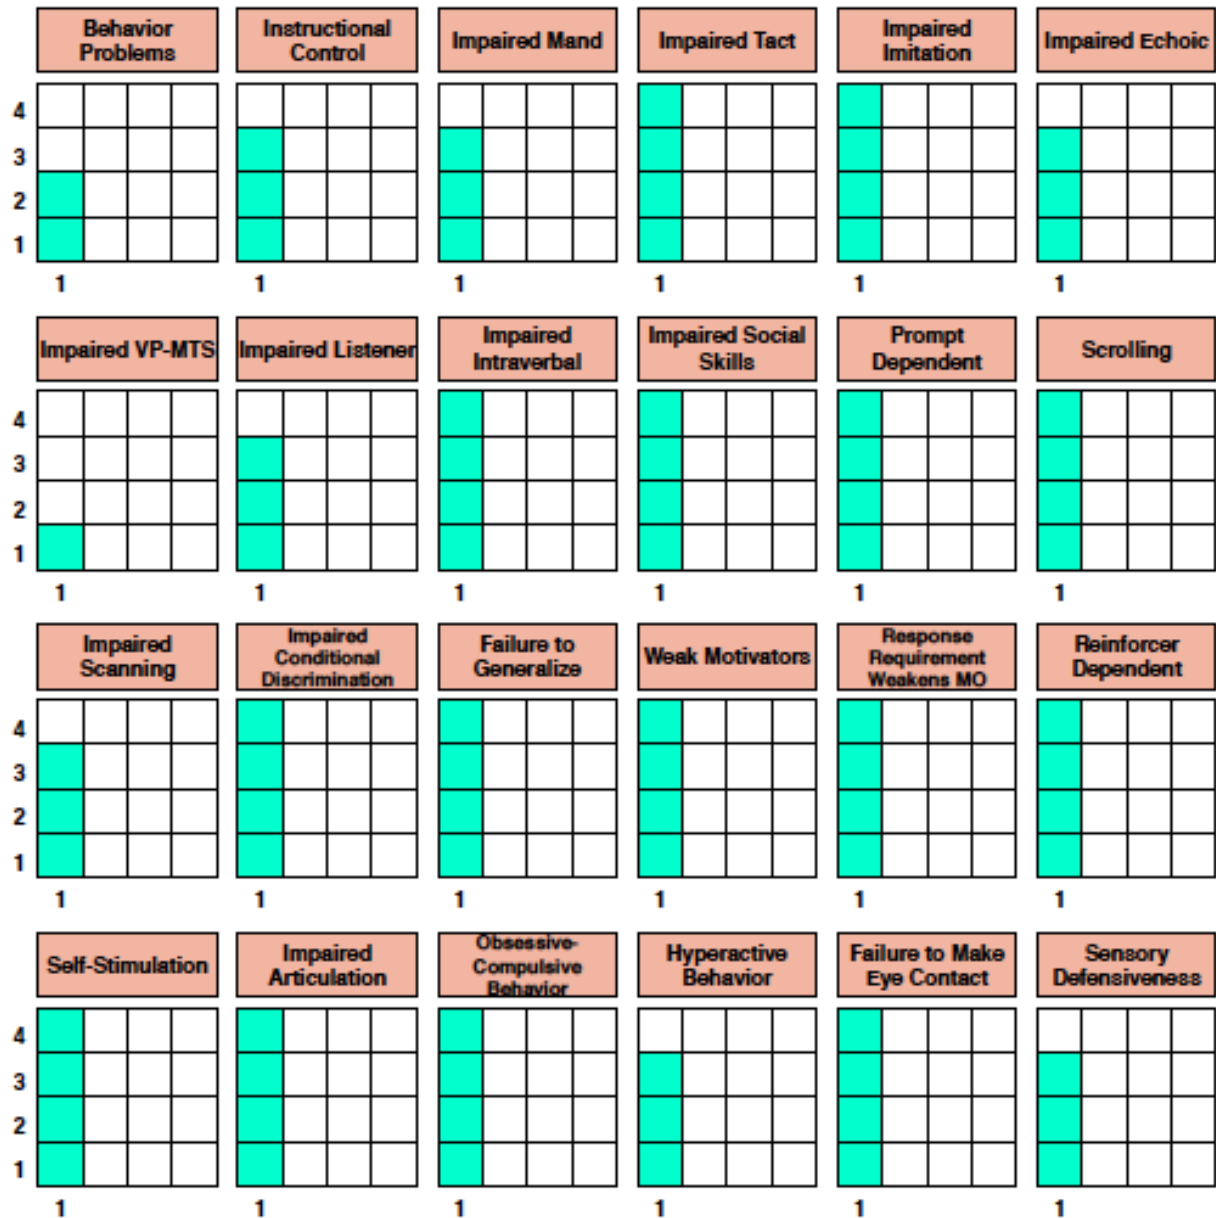 Behavior
Problems
Instructional
Control
Impaired Mand
Impaired Tact
Impaired
Imitation
Impaired Echoic
4
3
2
1
1
1
1
1
1
1
Impaired VP-MTS
Impaired Listener
Impaired
Intraverbal
Impaired Social
Skills
Prompt
Dependent
Scrolling
4
3
2
1
1
1
1
1
1
1
Impaired
Scanning
Impaired
Conditional
Discrimination
Failure to
Generalize
Weak Motivators
Response
Requirement
Weakens MO
Reinforcer
Dependent
4
3
2
1
1
1
1
1
1
1
Self-Stimulation
Impaired
Articulation
Obsessive-
Compulsive
Behavior
Hyperactive
Behavior
Failure to Make
Eye Contact
Sensory
Defensiveness
4
3
2
1
1
1
1
1
1
1